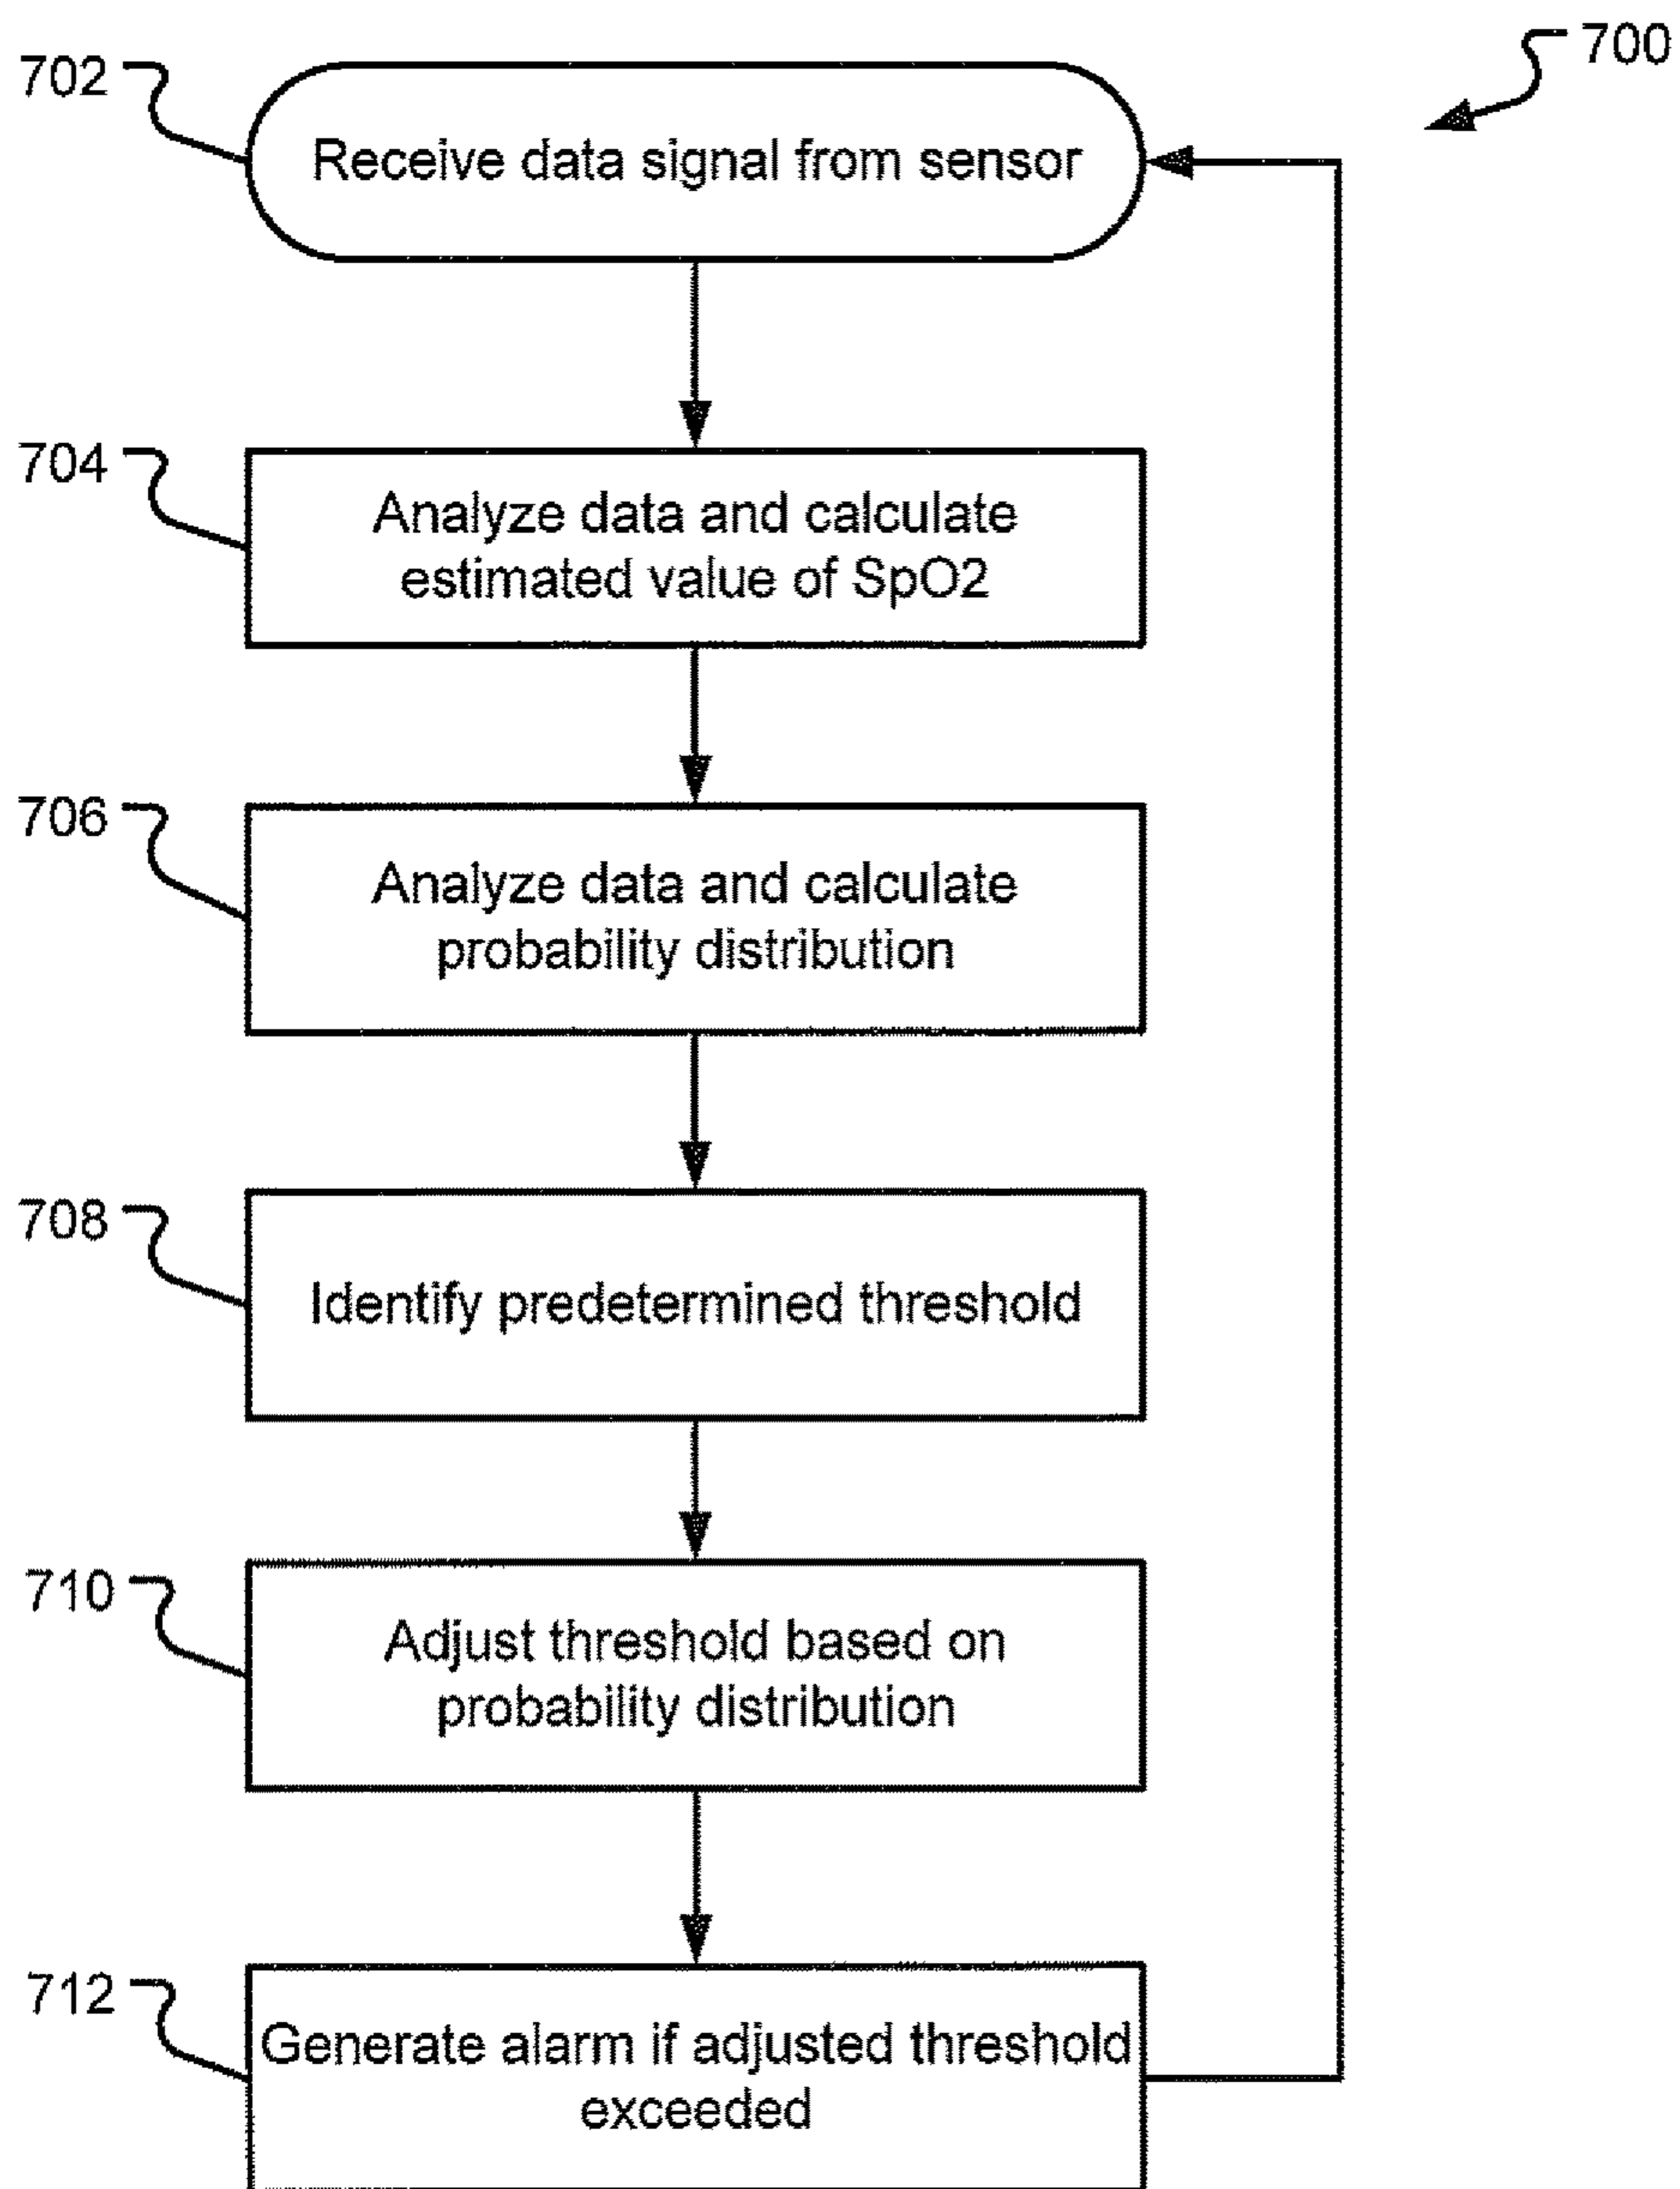 700
702
Receive data signal from sensor
704
Analyze data and calculate
estimated value of SpO2
706
Analyze data and calculate
probability distribution
708
Identify predetermined threshold
710
Adjust threshold based on
probability distribution
712
Generate alarm if adjusted threshold
exceeded